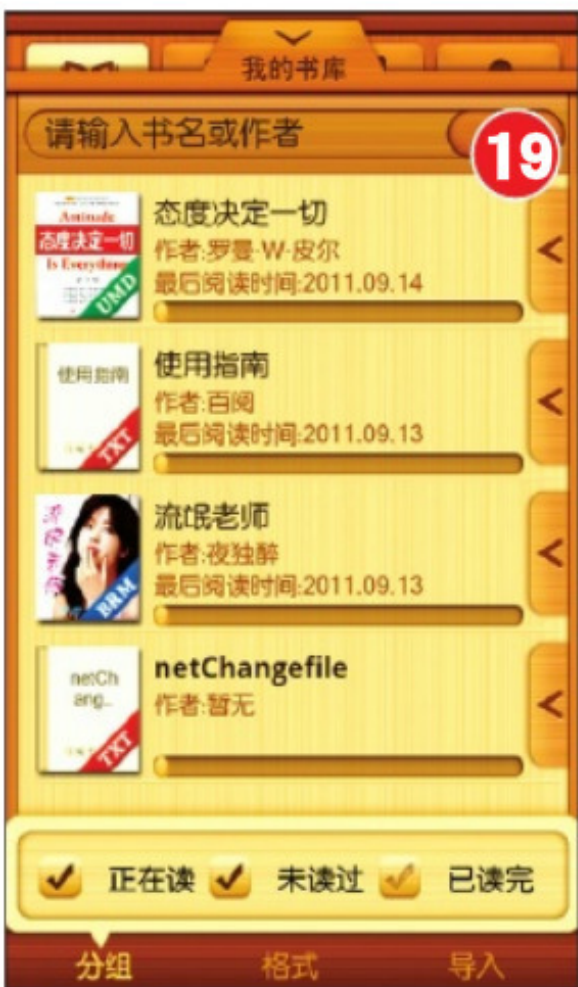 我的书库
请输入书名或作者
19
Attitude
态度决定一切
Is Everything
UMD
态度决定一切
作者:罗曼·W·皮尔
最后阅读时间:2011.09.14
使用指南
TXT
使用指南
作者:百阅
最后阅读时间:2011.09.13
流氓老师
BRM
流氓老师
作者:夜独醉
最后阅读时间:2011.09.13
netCh
ang..
TXT
netChangefile
作者:暂无
正在读 未读过 已读完
分组 格式 导入